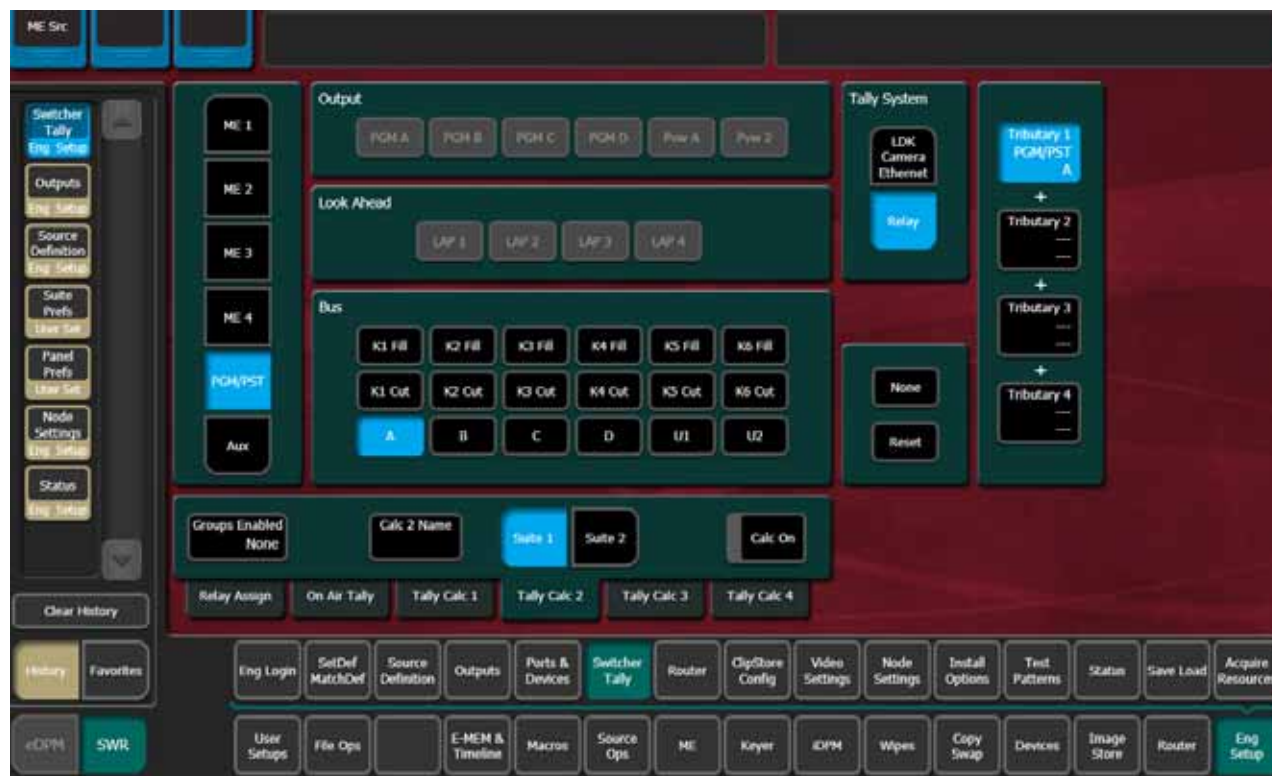 ME Src
Switcher
Tally
Eng Setup
Outputs
Eng Setup
Source
Definition
Eng Setup
Suite
Prefs
User Set
Panel
Prefs
User Set
Node
Settings
Eng Setup
Status
Eng Setup
Clear History
History
Favorites
eDPM
SWR
ME 1
ME 2
ME 3
ME 4
PGM/PST
Aux
Output
PGM A
PGM B
PGM C
PGM D
Pvw A
Pvw 2
Look Ahead
LAP 1
LAP 2
LAP 3
LAP 4
Bus
K1 Fill
K2 Fill
K3 Fill
K4 Fill
K5 Fill
K6 Fill
K1 Cut
K2 Cut
K3 Cut
K4 Cut
K5 Cut
K6 Cut
A
B
C
D
U1
U2
Tally System
LDK
Camera
Ethernet
Relay
None
Reset
Tributary 1
PGM/PST
A
+
Tributary 2
---
---
+
Tributary 3
---
---
+
Tributary 4
---
---
Groups Enabled
None
Calc 2 Name
Suite 1
Suite 2
Calc On
Relay Assign
On Air Tally
Tally Calc 1
Tally Calc 2
Tally Calc 3
Tally Calc 4
Eng Login
SetDef
MatchDef
Source
Definition
Outputs
Ports &
Devices
Switcher
Tally
Router
ClipStore
Config
Video
Settings
Node
Settings
Install
Options
Test
Patterns
Status
Save Load
Acquire
Resources
User
Setups
File Ops
E-MEM &
Timeline
Macros
Source
Ops
ME
Keyer
iDPM
Wipes
Copy
Swap
Devices
Image
Store
Router
Eng
Setup